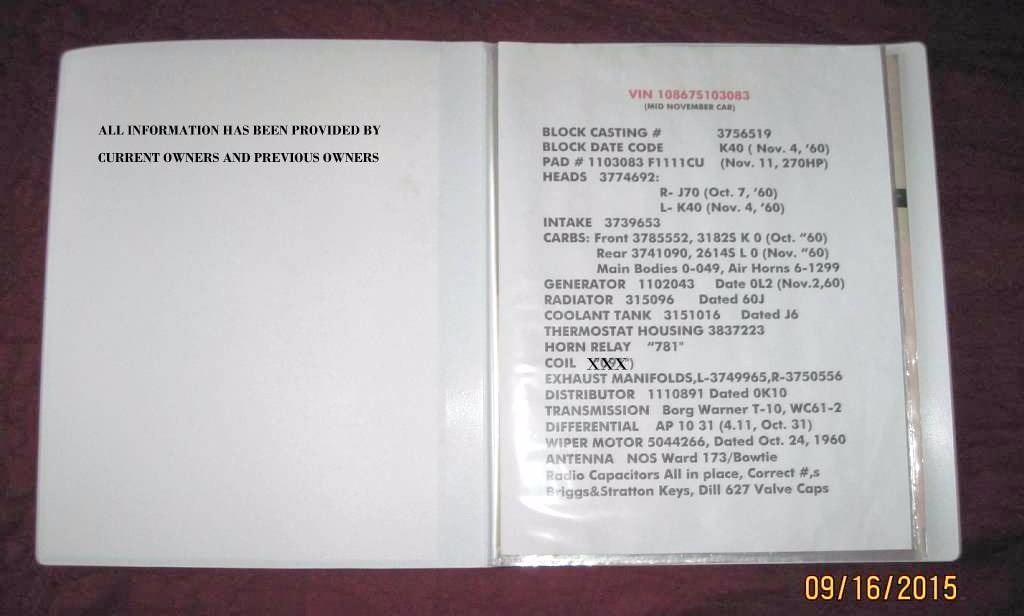 ALL INFORMATION HAS BEEN PROVIDED BY
CURRENT OWNERS AND PREVIOUS OWNERS
VIN 10867S103083
(MID NOVEMBER CAR)
BLOCK CASTING # 3756519
BLOCK DATE CODE K40 ( Nov. 4, '60)
PAD # 1103083 F1111CU (Nov. 11, 270HP)
HEADS 3774692:
R- J70 (Oct. 7, '60)
L- K40 (Nov. 4, '60)
INTAKE 3739653
CARBS: Front 3785552, 3182S K 0 (Oct. "60)
Rear 3741090, 2614S L 0 (Nov. "60)
Main Bodies 0-049, Air Horns 6-1299
GENERATOR 1102043 Date 0L2 (Nov.2,60)
RADIATOR 315096 Dated 60J
COOLANT TANK 3151016 Dated J6
THERMOSTAT HOUSING 3837223
HORN RELAY "781"
COIL XXX)
EXHAUST MANIFOLDS,L-3749965,R-3750556
DISTRIBUTOR 1110891 Dated 0K10
TRANSMISSION Borg Warner T-10, WC61-2
DIFFERENTIAL AP 10 31 (4.11, Oct. 31)
WIPER MOTOR 5044266, Dated Oct. 24, 1960
ANTENNA NOS Ward 173/Bowtie
Radio Capacitors All in place, Correct #,s
Briggs&Stratton Keys, Dill 627 Valve Caps
09/16/2015